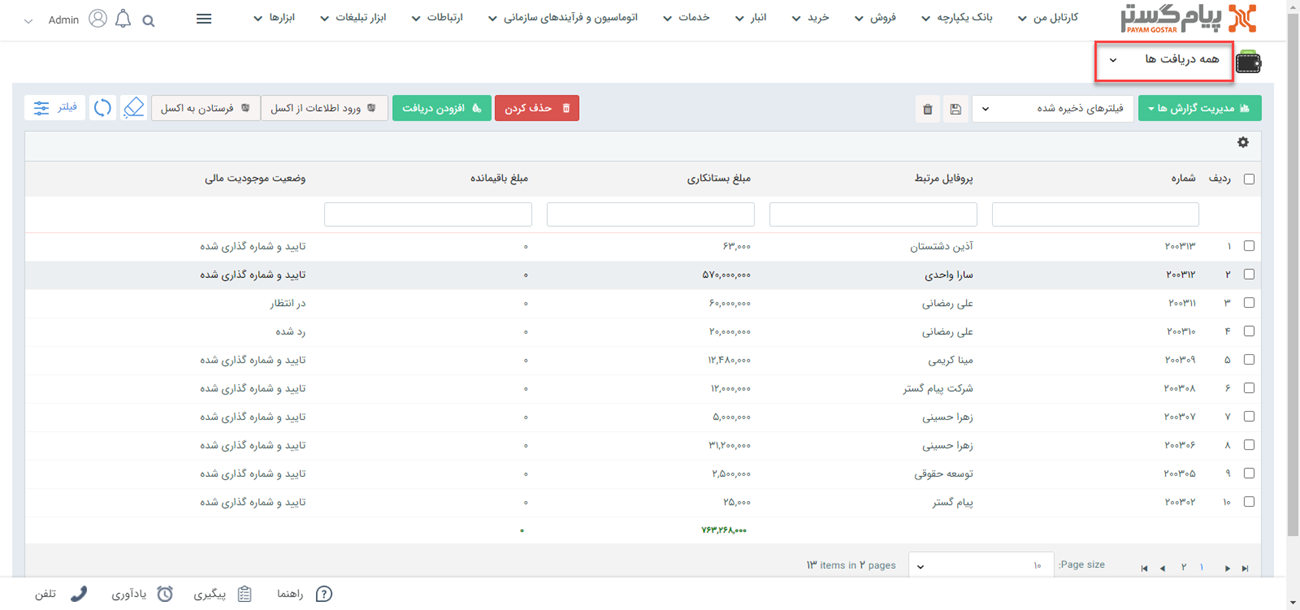 پیام گستر کارتابل من بانک یکپارچه فروش خرید انبار خدمات ارتباطات اتوماسیون و فرآیندهای سازمانی ابزار تبلیغات ابزارها Admin
PAYAM GOSTAR
همه دریافت ها
مدیریت گزارش ها فیلترهای ذخیره شده حذف کردن افزودن دریافت ورود اطلاعات از اکسل فرستادن به اکسل فیلتر
ردیف شماره پروفایل مرتبط مبلغ بستانکاری مبلغ باقیمانده وضعیت موجودیت مالی
۱ ۲۰۰۳۱۳ آذین دشتستان ۶۳,۰۰۰ ۰ تایید و شماره گذاری شده
۲ ۲۰۰۳۱۲ سارا واحدی ۵۷۰,۰۰۰,۰۰۰ ۰ تایید و شماره گذاری شده
۳ ۲۰۰۳۱۱ علی رمضانی ۶۰,۰۰۰,۰۰۰ ۰ در انتظار
۴ ۲۰۰۳۱۰ علی رمضانی ۲۰,۰۰۰,۰۰۰ ۰ رد شده
۵ ۲۰۰۳۰۹ مینا کریمی ۱۲,۴۸۰,۰۰۰ ۰ تایید و شماره گذاری شده
۶ ۲۰۰۳۰۸ شرکت پیام گستر ۱۲,۰۰۰,۰۰۰ ۰ تایید و شماره گذاری شده
۷ ۲۰۰۳۰۷ زهرا حسینی ۵,۰۰۰,۰۰۰ ۰ تایید و شماره گذاری شده
۸ ۲۰۰۳۰۶ زهرا حسینی ۳۱,۲۰۰,۰۰۰ ۰ تایید و شماره گذاری شده
۹ ۲۰۰۳۰۵ توسعه حقوقی ۲,۵۰۰,۰۰۰ ۰ تایید و شماره گذاری شده
۱۰ ۲۰۰۳۰۲ پیام گستر ۲۵,۰۰۰ ۰ تایید و شماره گذاری شده
۷۶۳,۲۶۸,۰۰۰ ۰
۱ ۲ Page size: ۱۰ ۱۳ items in ۲ pages
راهنما پیگیری یادآوری تلفن